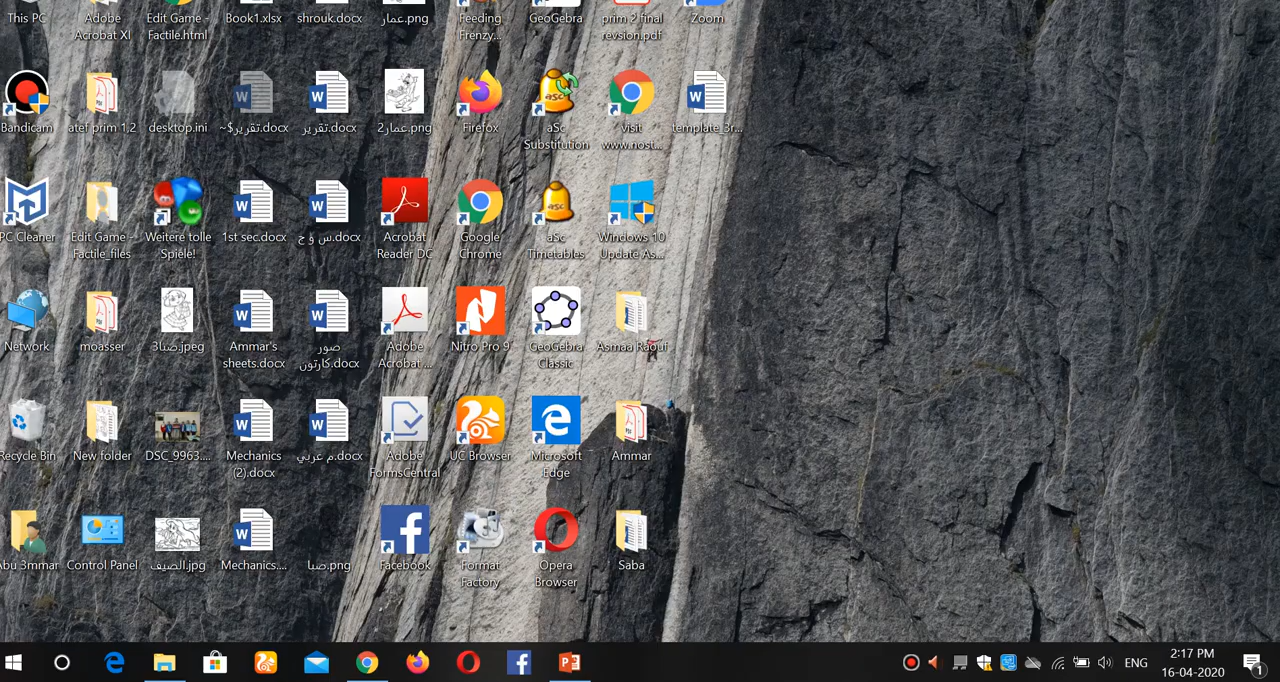 This PC
Adobe
Acrobat XI
Edit Game -
Factile.html
Book1.xlsx
shrouk.docx
عمار.png
Feeding
Frenzy...
GeoGebra
prim 2 final
revsion.pdf
Zoom
Bandicam
atef prim 1,2
desktop.ini
~$تقرير.docx
تقرير.docx
عمار2.png
Firefox
aSc
Substitution
visit
www.nost...
template_3r...
PC Cleaner
Edit Game -
Factile_files
Weitere tolle
Spiele!
1st sec.docx
س و ج.docx
Acrobat
Reader DC
Google
Chrome
aSc
Timetables
Windows 10
Update As...
Network
moasser
صنا3.jpeg
Ammar's
sheets.docx
صور
كارتون.docx
Adobe
Acrobat ...
Nitro Pro 9
GeoGebra
Classic
Asmaa Raouf
Recycle Bin
New folder
DSC_9963....
Mechanics
(2).docx
م عربي.docx
Adobe
FormsCentral
UC Browser
Microsoft
Edge
Ammar
Abu 3mmar
Control Panel
الصيف.jpg
Mechanics....
صبا.png
Facebook
Format
Factory
Opera
Browser
Saba
ENG
2:17 PM
16-04-2020
1